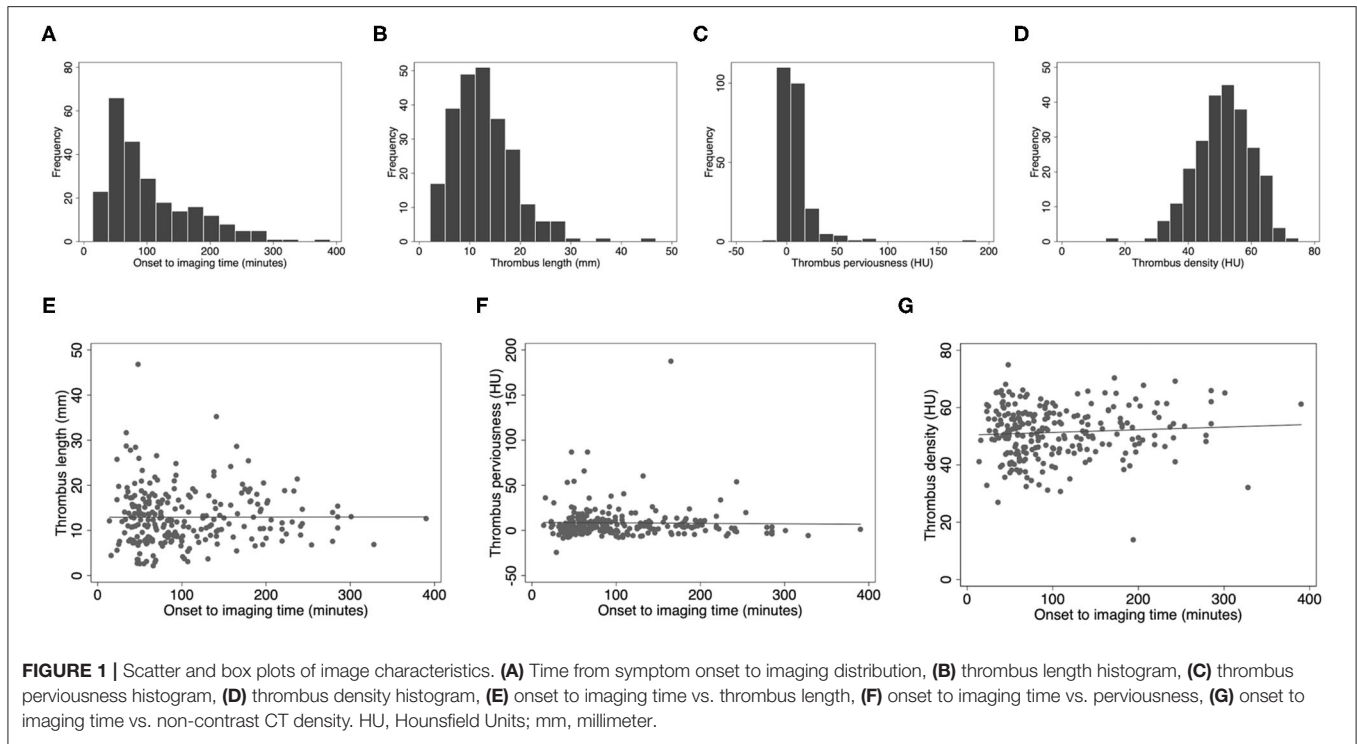 A
B
C
D
80
60
40
20
0
Frequency
0 100 200 300 400
Onset to imaging time (minutes)
50
40
30
20
10
0
Frequency
0 10 20 30 40 50
Thrombus length (mm)
100
50
0
Frequency
-50 0 50 100 150 200
Thrombus perviousness (HU)
50
40
30
20
10
0
Frequency
0 20 40 60 80
Thrombus density (HU)
E
F
G
50
40
30
20
10
0
Thrombus length (mm)
0 100 200 300 400
Onset to imaging time (minutes)
200
150
100
50
0
-50
Thrombus perviousness (HU)
0 100 200 300 400
Onset to imaging time (minutes)
80
60
40
20
0
Thrombus density (HU)
0 100 200 300 400
Onset to imaging time (minutes)
FIGURE 1 | Scatter and box plots of image characteristics. (A) Time from symptom onset to imaging distribution, (B) thrombus length histogram, (C) thrombus
perviousness histogram, (D) thrombus density histogram, (E) onset to imaging time vs. thrombus length, (F) onset to imaging time vs. perviousness, (G) onset to
imaging time vs. non-contrast CT density. HU, Hounsfield Units; mm, millimeter.